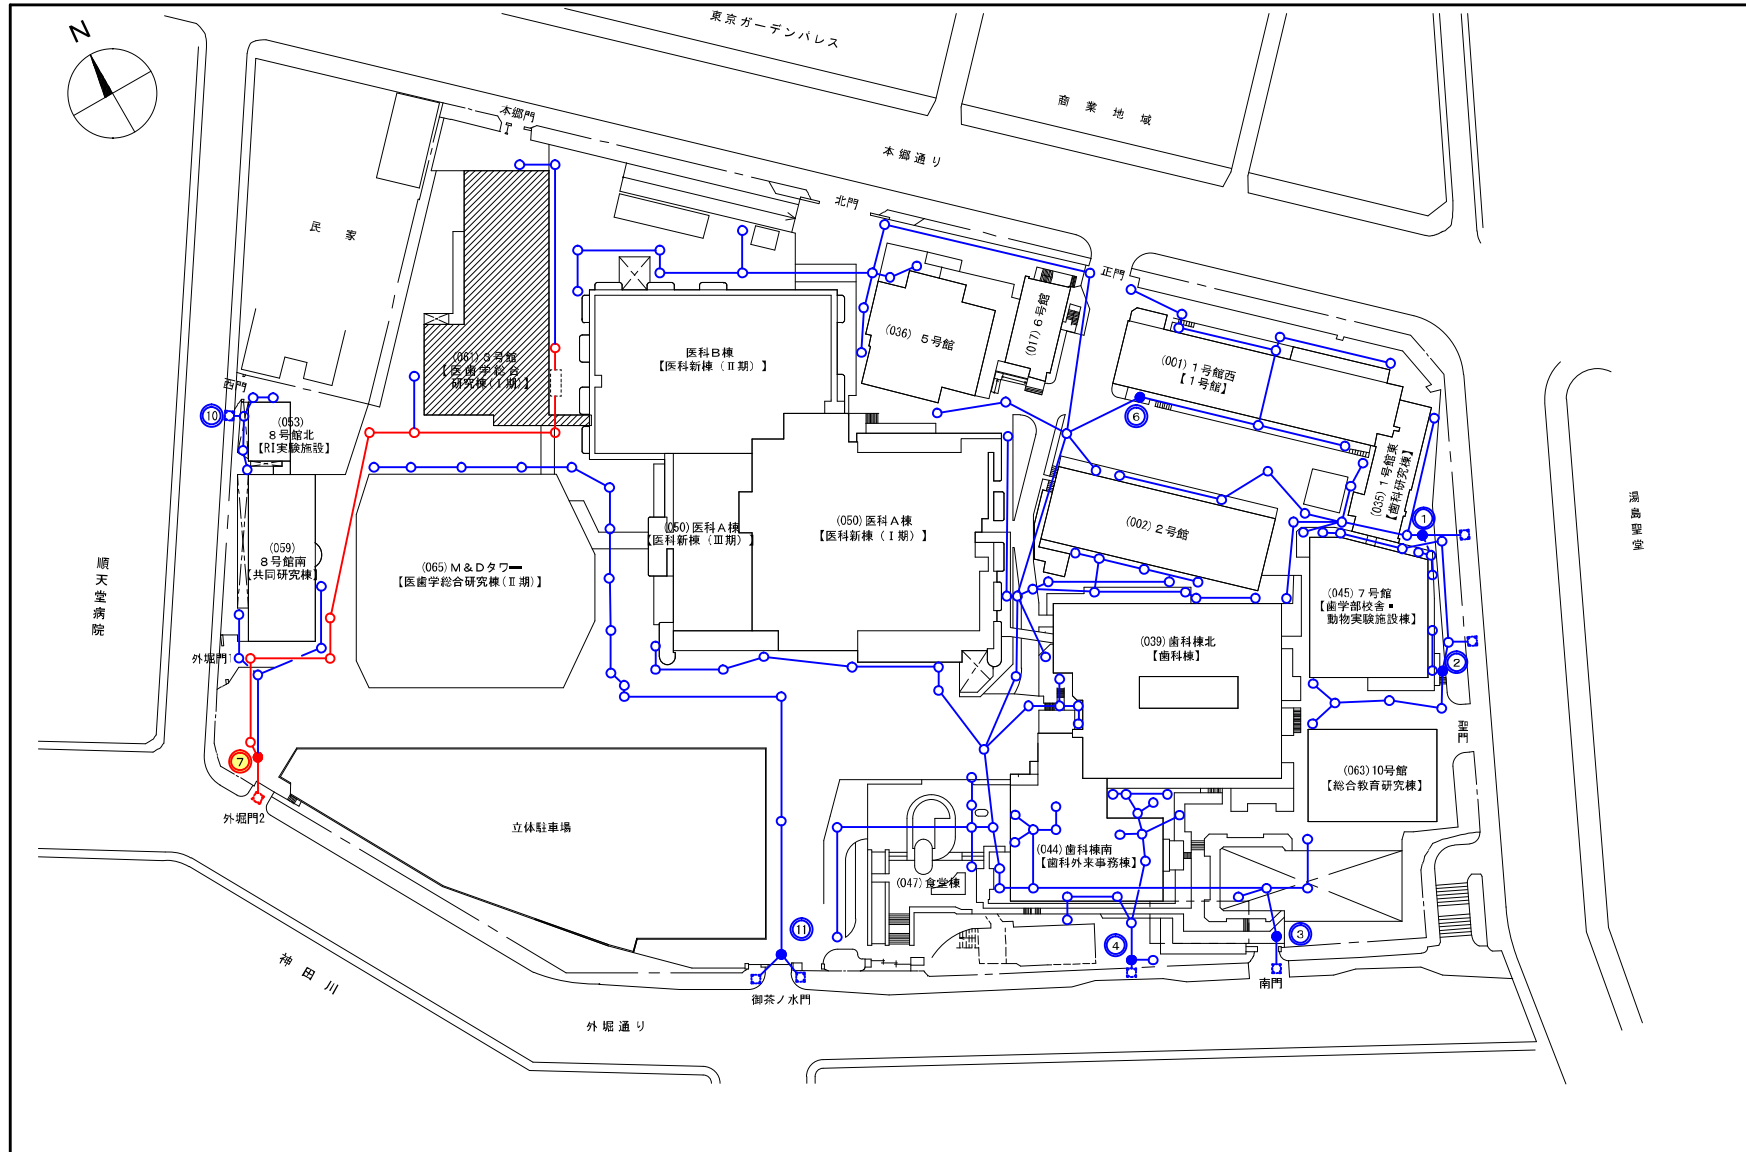 N
東京ガーデンパレス
商業地域
本郷通り
本郷門
北門
正門
民家
西門
⑩
(053)
8号館北
【RI実験施設】
(061)3号館
【医歯学総合
研究棟(Ⅰ期)】
医科B棟
【医科新棟(Ⅱ期)】
(036)5号館
(017)6号館
(001)1号館西
【1号館】
⑥
(035)1号館東
【歯科研究棟】
①
湯島聖堂
順天堂病院
(059)
8号館南
【共同研究棟】
(065)M&Dタワー
【医歯学総合研究棟(Ⅱ期)】
(050)医科A棟
【医科新棟(Ⅲ期)】
(050)医科A棟
【医科新棟(Ⅰ期)】
(002)2号館
(045)7号館
【歯学部校舎・
動物実験施設棟】
(039)歯科棟北
【歯科棟】
②
聖門
外堀門1
⑦
外堀門2
(063)10号館
【総合教育研究棟】
立体駐車場
(044)歯科棟南
【歯科外来事務棟】
(047)食堂棟
⑪
④
③
神田川
御茶ノ水門
南門
外堀通り